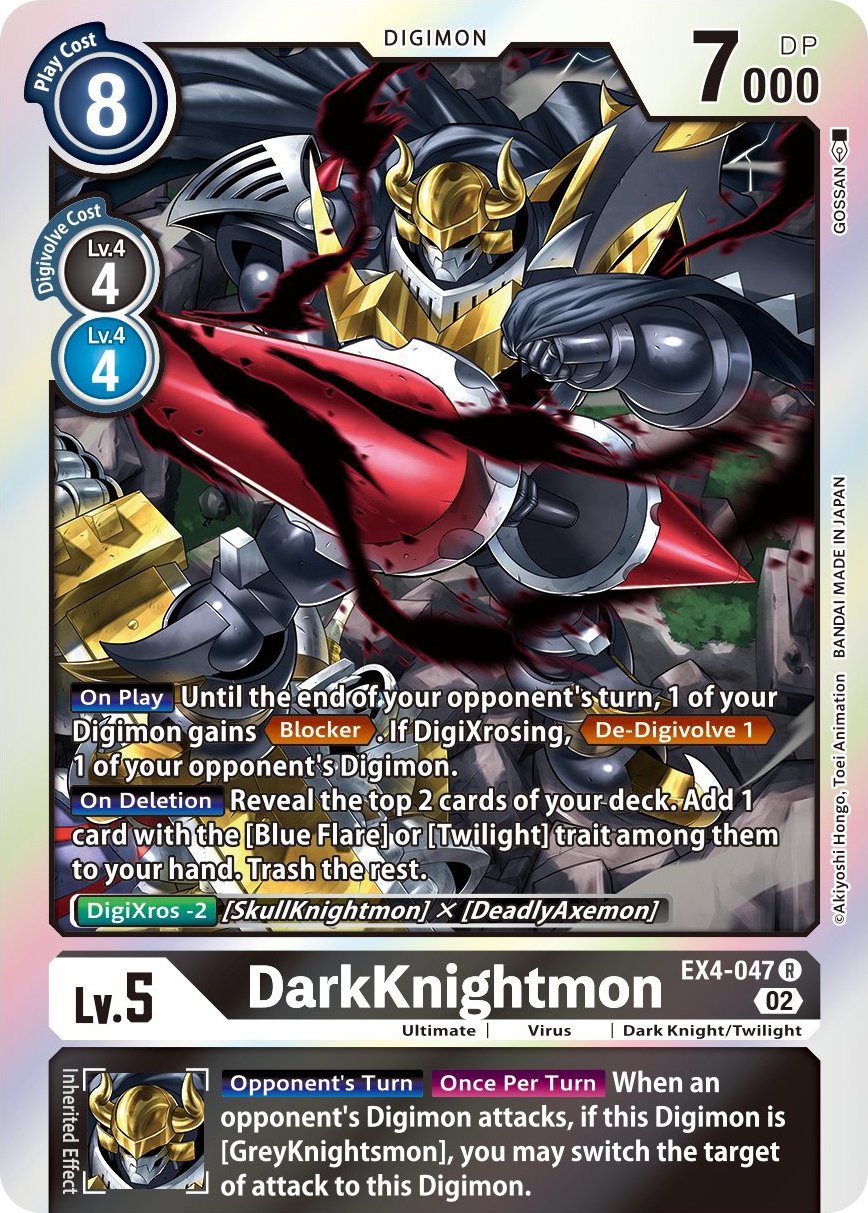 DIGIMON
Play Cost
8
7000
DP
Digivolve Cost
Lv.4
4
Lv.4
4
GOSSAN
On Play Until the end of your opponent's turn, 1 of your
Digimon gains Blocker. If DigiXrosing, De-Digivolve 1
1 of your opponent's Digimon.
On Deletion Reveal the top 2 cards of your deck. Add 1
card with the [Blue Flare] or [Twilight] trait among them
to your hand. Trash the rest.
DigiXros -2 [SkullKnightmon] × [DeadlyAxemon]
©Akiyoshi Hongo, Toei Animation BANDAI MADE IN JAPAN
Lv.5
DarkKnightmon
EX4-047 R
02
Ultimate | Virus | Dark Knight/Twilight
Inherited Effect
Opponent's Turn Once Per Turn When an
opponent's Digimon attacks, if this Digimon is
[GreyKnightsmon], you may switch the target
of attack to this Digimon.